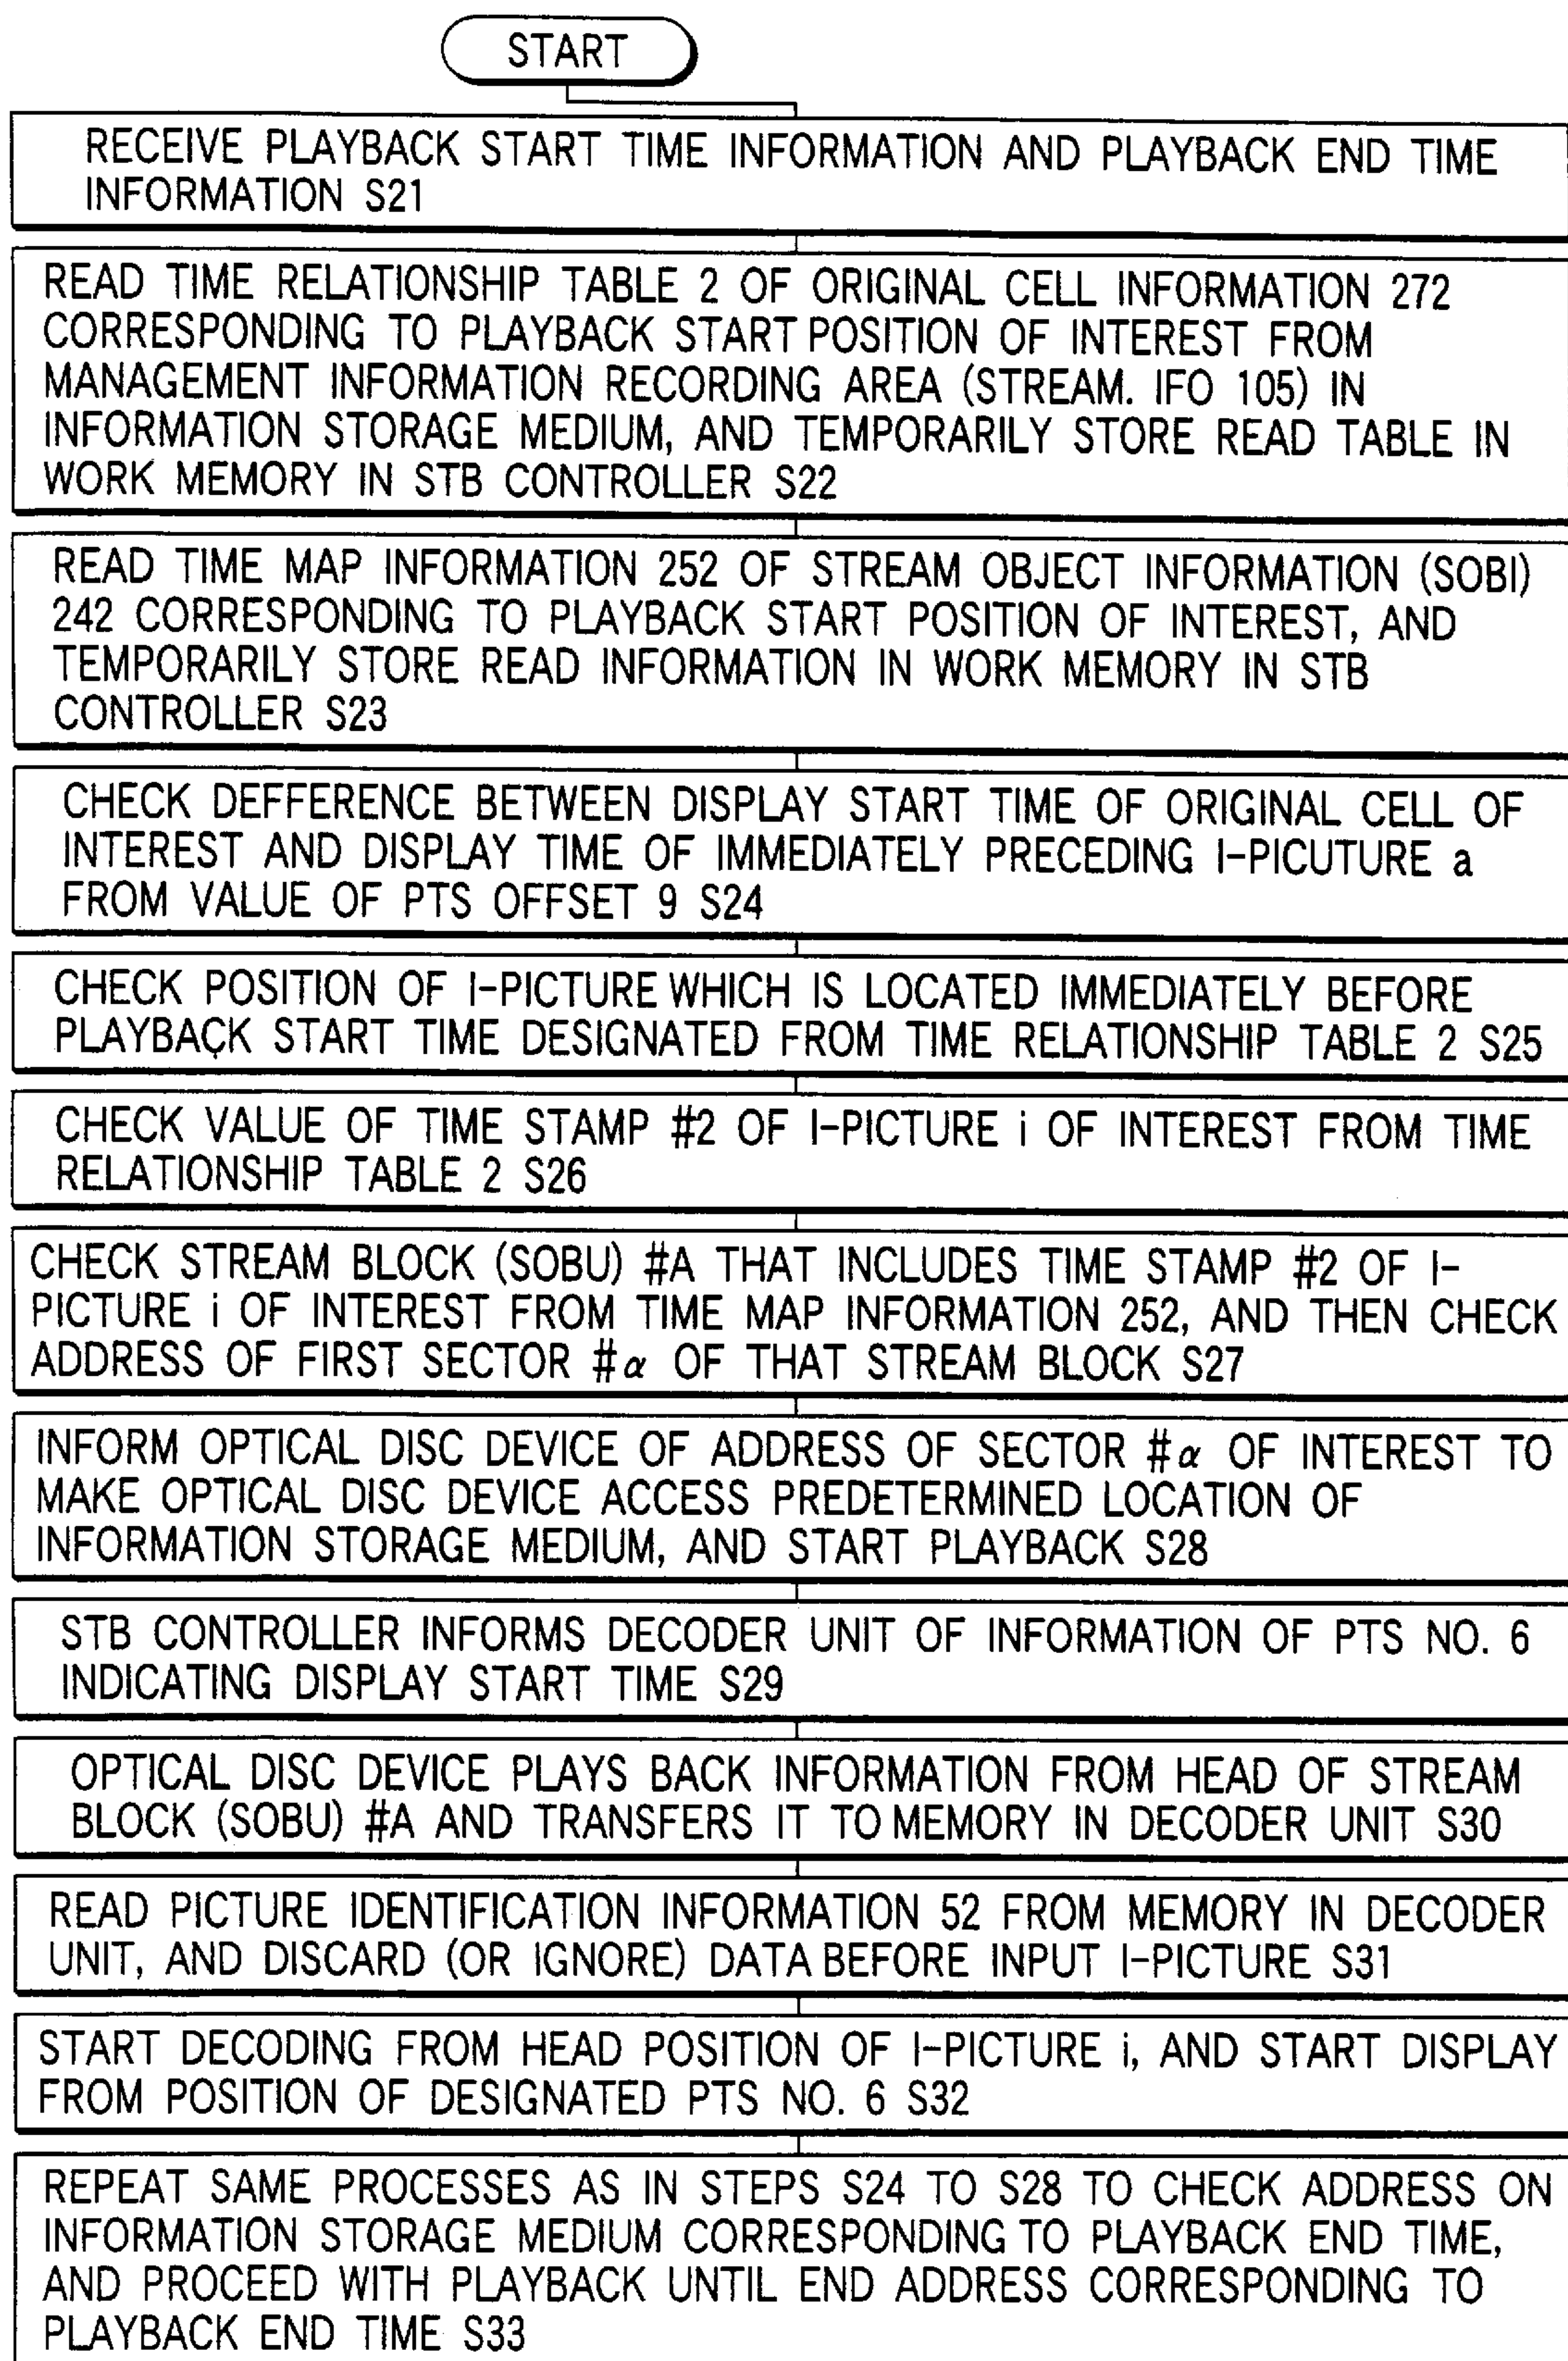 START
RECEIVE PLAYBACK START TIME INFORMATION AND PLAYBACK END TIME
INFORMATION S21
READ TIME RELATIONSHIP TABLE 2 OF ORIGINAL CELL INFORMATION 272
CORRESPONDING TO PLAYBACK START POSITION OF INTEREST FROM
MANAGEMENT INFORMATION RECORDING AREA (STREAM. IFO 105) IN
INFORMATION STORAGE MEDIUM, AND TEMPORARILY STORE READ TABLE IN
WORK MEMORY IN STB CONTROLLER S22
READ TIME MAP INFORMATION 252 OF STREAM OBJECT INFORMATION (SOBI)
242 CORRESPONDING TO PLAYBACK START POSITION OF INTEREST, AND
TEMPORARILY STORE READ INFORMATION IN WORK MEMORY IN STB
CONTROLLER S23
CHECK DEFFERENCE BETWEEN DISPLAY START TIME OF ORIGINAL CELL OF
INTEREST AND DISPLAY TIME OF IMMEDIATELY PRECEDING I-PICUTURE a
FROM VALUE OF PTS OFFSET 9 S24
CHECK POSITION OF I-PICTURE WHICH IS LOCATED IMMEDIATELY BEFORE
PLAYBACK START TIME DESIGNATED FROM TIME RELATIONSHIP TABLE 2 S25
CHECK VALUE OF TIME STAMP #2 OF I-PICTURE i OF INTEREST FROM TIME
RELATIONSHIP TABLE 2 S26
CHECK STREAM BLOCK (SOBU) #A THAT INCLUDES TIME STAMP #2 OF I-
PICTURE i OF INTEREST FROM TIME MAP INFORMATION 252, AND THEN CHECK
ADDRESS OF FIRST SECTOR #α OF THAT STREAM BLOCK S27
INFORM OPTICAL DISC DEVICE OF ADDRESS OF SECTOR #α OF INTEREST TO
MAKE OPTICAL DISC DEVICE ACCESS PREDETERMINED LOCATION OF
INFORMATION STORAGE MEDIUM, AND START PLAYBACK S28
STB CONTROLLER INFORMS DECODER UNIT OF INFORMATION OF PTS NO. 6
INDICATING DISPLAY START TIME S29
OPTICAL DISC DEVICE PLAYS BACK INFORMATION FROM HEAD OF STREAM
BLOCK (SOBU) #A AND TRANSFERS IT TO MEMORY IN DECODER UNIT S30
READ PICTURE IDENTIFICATION INFORMATION 52 FROM MEMORY IN DECODER
UNIT, AND DISCARD (OR IGNORE) DATA BEFORE INPUT I-PICTURE S31
START DECODING FROM HEAD POSITION OF I-PICTURE i, AND START DISPLAY
FROM POSITION OF DESIGNATED PTS NO. 6 S32
REPEAT SAME PROCESSES AS IN STEPS S24 TO S28 TO CHECK ADDRESS ON
INFORMATION STORAGE MEDIUM CORRESPONDING TO PLAYBACK END TIME,
AND PROCEED WITH PLAYBACK UNTIL END ADDRESS CORRESPONDING TO
PLAYBACK END TIME S33